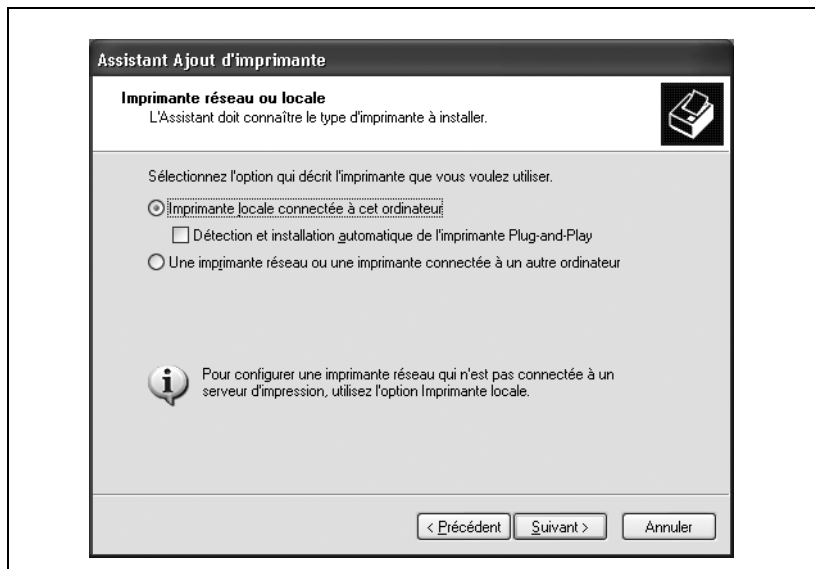 Assistant Ajout d'imprimante
Imprimante réseau ou locale
L'Assistant doit connaître le type d'imprimante à installer.
Sélectionnez l'option qui décrit l'imprimante que vous voulez utiliser.
Imprimante locale connectée à cet ordinateur
Détection et installation automatique de l'imprimante Plug-and-Play
Une imprimante réseau ou une imprimante connectée à un autre ordinateur
Pour configurer une imprimante réseau qui n'est pas connectée à un
serveur d'impression, utilisez l'option Imprimante locale.
< Précédent Suivant > Annuler